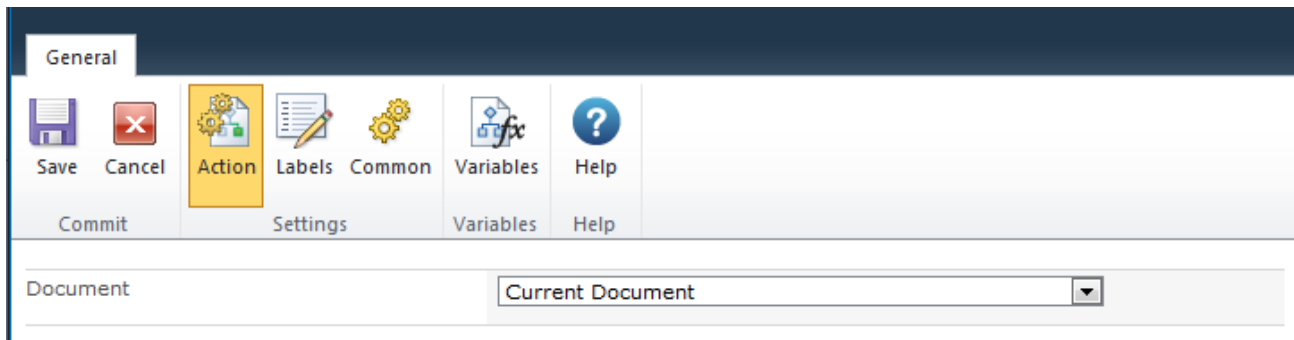 General
Save Cancel Action Labels Common Variables Help
Commit Settings Variables Help
Document Current Document